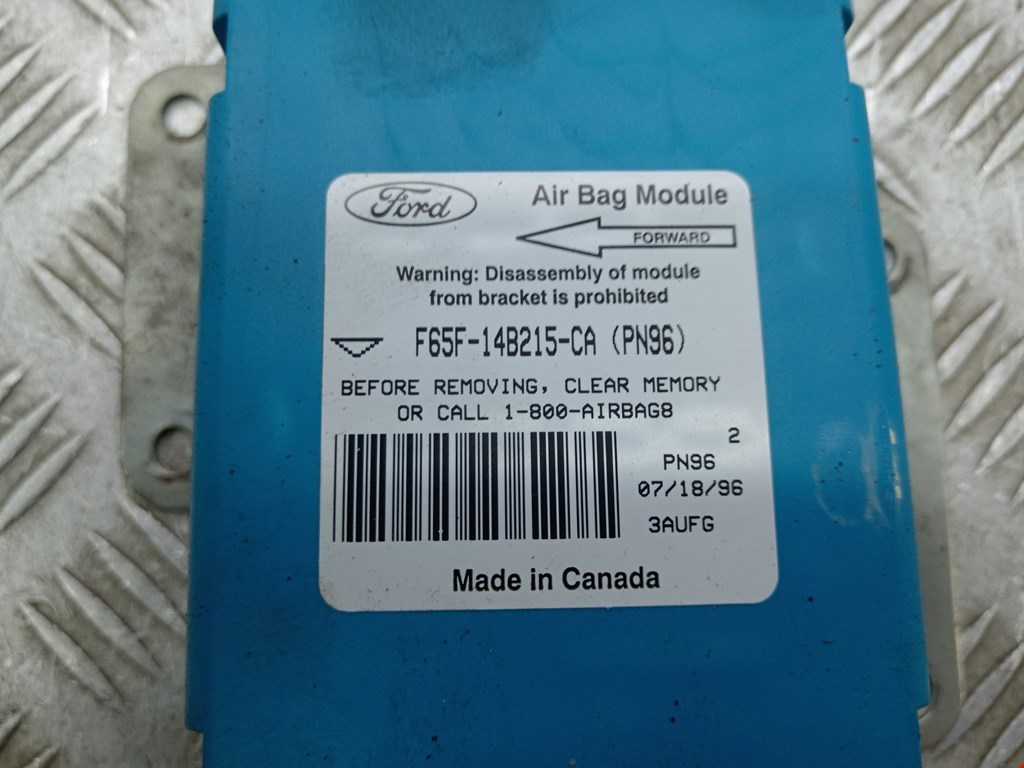 Ford Air Bag Module
FORWARD
Warning: Disassembly of module
from bracket is prohibited
F65F-14B215-CA (PN96)
BEFORE REMOVING, CLEAR MEMORY
OR CALL 1-800-AIRBAG8
2
PN96
07/18/96
3AUFG
Made in Canada